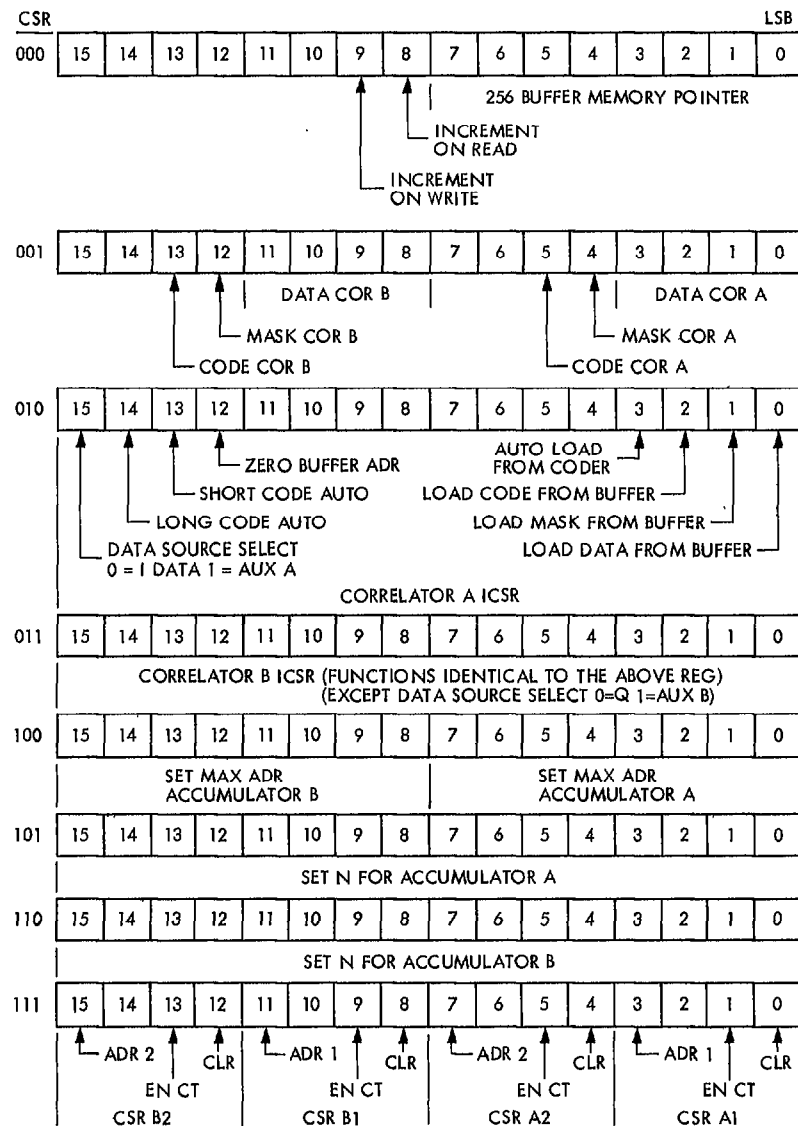 CSR LSB
000 15 14 13 12 11 10 9 8 7 6 5 4 3 2 1 0
256 BUFFER MEMORY POINTER
INCREMENT
ON READ
INCREMENT
ON WRITE
001 15 14 13 12 11 10 9 8 7 6 5 4 3 2 1 0
DATA COR B DATA COR A
MASK COR B MASK COR A
CODE COR B CODE COR A
010 15 14 13 12 11 10 9 8 7 6 5 4 3 2 1 0
ZERO BUFFER ADR AUTO LOAD
FROM CODER
SHORT CODE AUTO LOAD CODE FROM BUFFER
LONG CODE AUTO LOAD MASK FROM BUFFER
DATA SOURCE SELECT LOAD DATA FROM BUFFER
0 = I DATA 1 = AUX A
CORRELATOR A ICSR
011 15 14 13 12 11 10 9 8 7 6 5 4 3 2 1 0
CORRELATOR B ICSR (FUNCTIONS IDENTICAL TO THE ABOVE REG)
(EXCEPT DATA SOURCE SELECT 0=Q 1=AUX B)
100 15 14 13 12 11 10 9 8 7 6 5 4 3 2 1 0
SET MAX ADR SET MAX ADR
ACCUMULATOR B ACCUMULATOR A
101 15 14 13 12 11 10 9 8 7 6 5 4 3 2 1 0
SET N FOR ACCUMULATOR A
110 15 14 13 12 11 10 9 8 7 6 5 4 3 2 1 0
SET N FOR ACCUMULATOR B
111 15 14 13 12 11 10 9 8 7 6 5 4 3 2 1 0
ADR 2 CLR ADR 1 CLR ADR 2 CLR ADR 1 CLR
EN CT EN CT EN CT EN CT
CSR B2 CSR B1 CSR A2 CSR A1